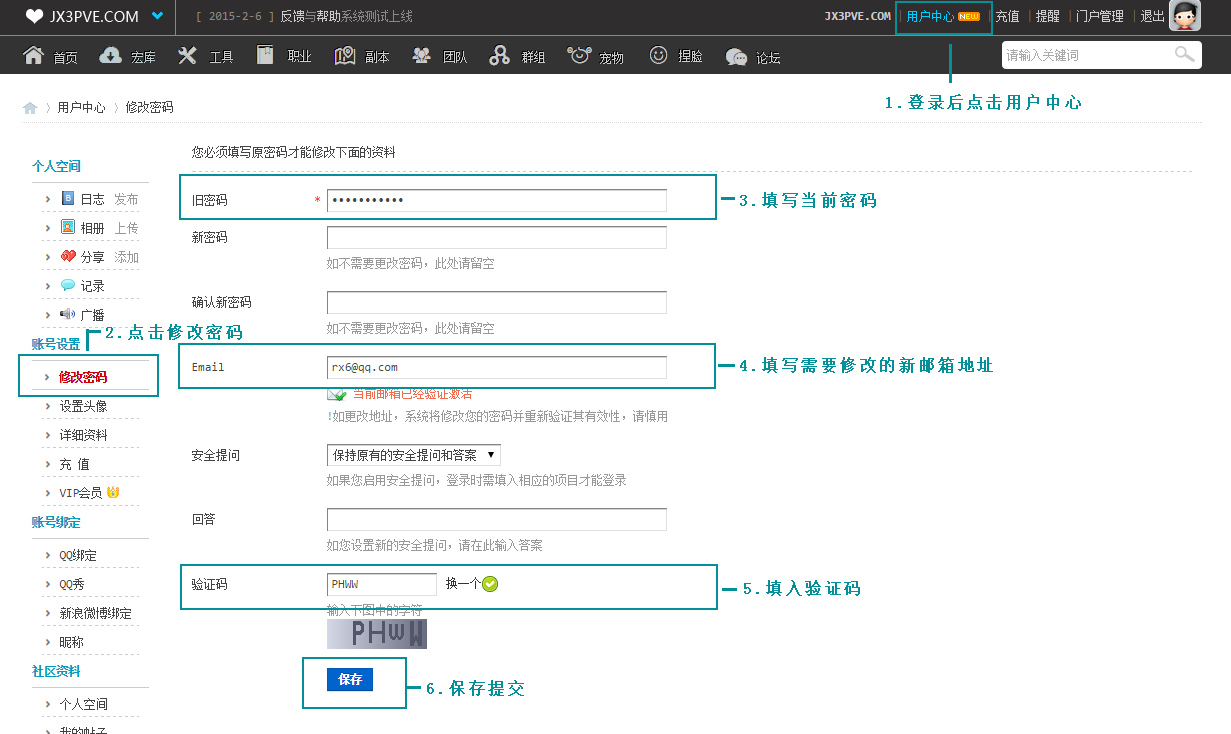 JX3PVE.COM [ 2015-2-6 ] 反馈与帮助系统测试上线 JX3PVE.COM 用户中心 NEW 充值 提醒 门户管理 退出
首页 宏库 工具 职业 副本 团队 群组 宠物 捏脸 论坛 请输入关键词
1.登录后点击用户中心
用户中心 修改密码
您必须填写原密码才能修改下面的资料
个人空间
日志 发布
相册 上传
分享 添加
记录
广播
账号设置
2.点击修改密码
修改密码
设置头像
详细资料
充 值
VIP会员
账号绑定
QQ绑定
QQ秀
新浪微博绑定
昵称
社区资料
个人空间
我的帖子
旧密码 * •••••••••••
3.填写当前密码
新密码
如不需要更改密码，此处请留空
确认新密码
如不需要更改密码，此处请留空
Email rx6@qq.com
4.填写需要修改的新邮箱地址
当前邮箱已经验证激活
!如更改地址，系统将修改您的密码并重新验证其有效性，请慎用
安全提问 保持原有的安全提问和答案
如果您启用安全提问，登录时需填入相应的项目才能登录
回答
如您设置新的安全提问，请在此输入答案
验证码 PHWW 换一个
5.填入验证码
输入下图中的字符
PHwW
保存
6.保存提交